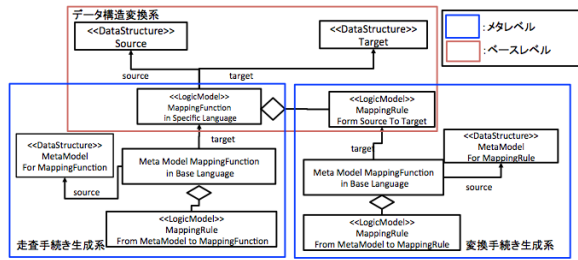 データ構造変換系
<<DataStructure>>
Source
<<DataStructure>>
Target
:メタレベル
:ベースレベル
source
target
<<LogicModel>>
MappingFunction
in Specific Language
<<LogicModel>>
MappingRule
Form Source To Target
<<DataStructure>>
MetaModel
For MappingFunction
target
source
Meta Model MappingFunction
in Base Language
<<LogicModel>>
MappingRule
From MetaModel to MappingFunction
走査手続き生成系
<<DataStructure>>
MetaModel
For MappingRule
target
source
Meta Model MappingFunction
in Base Language
<<LogicModel>>
MappingRule
From MetaModel to MappingRule
変換手続き生成系